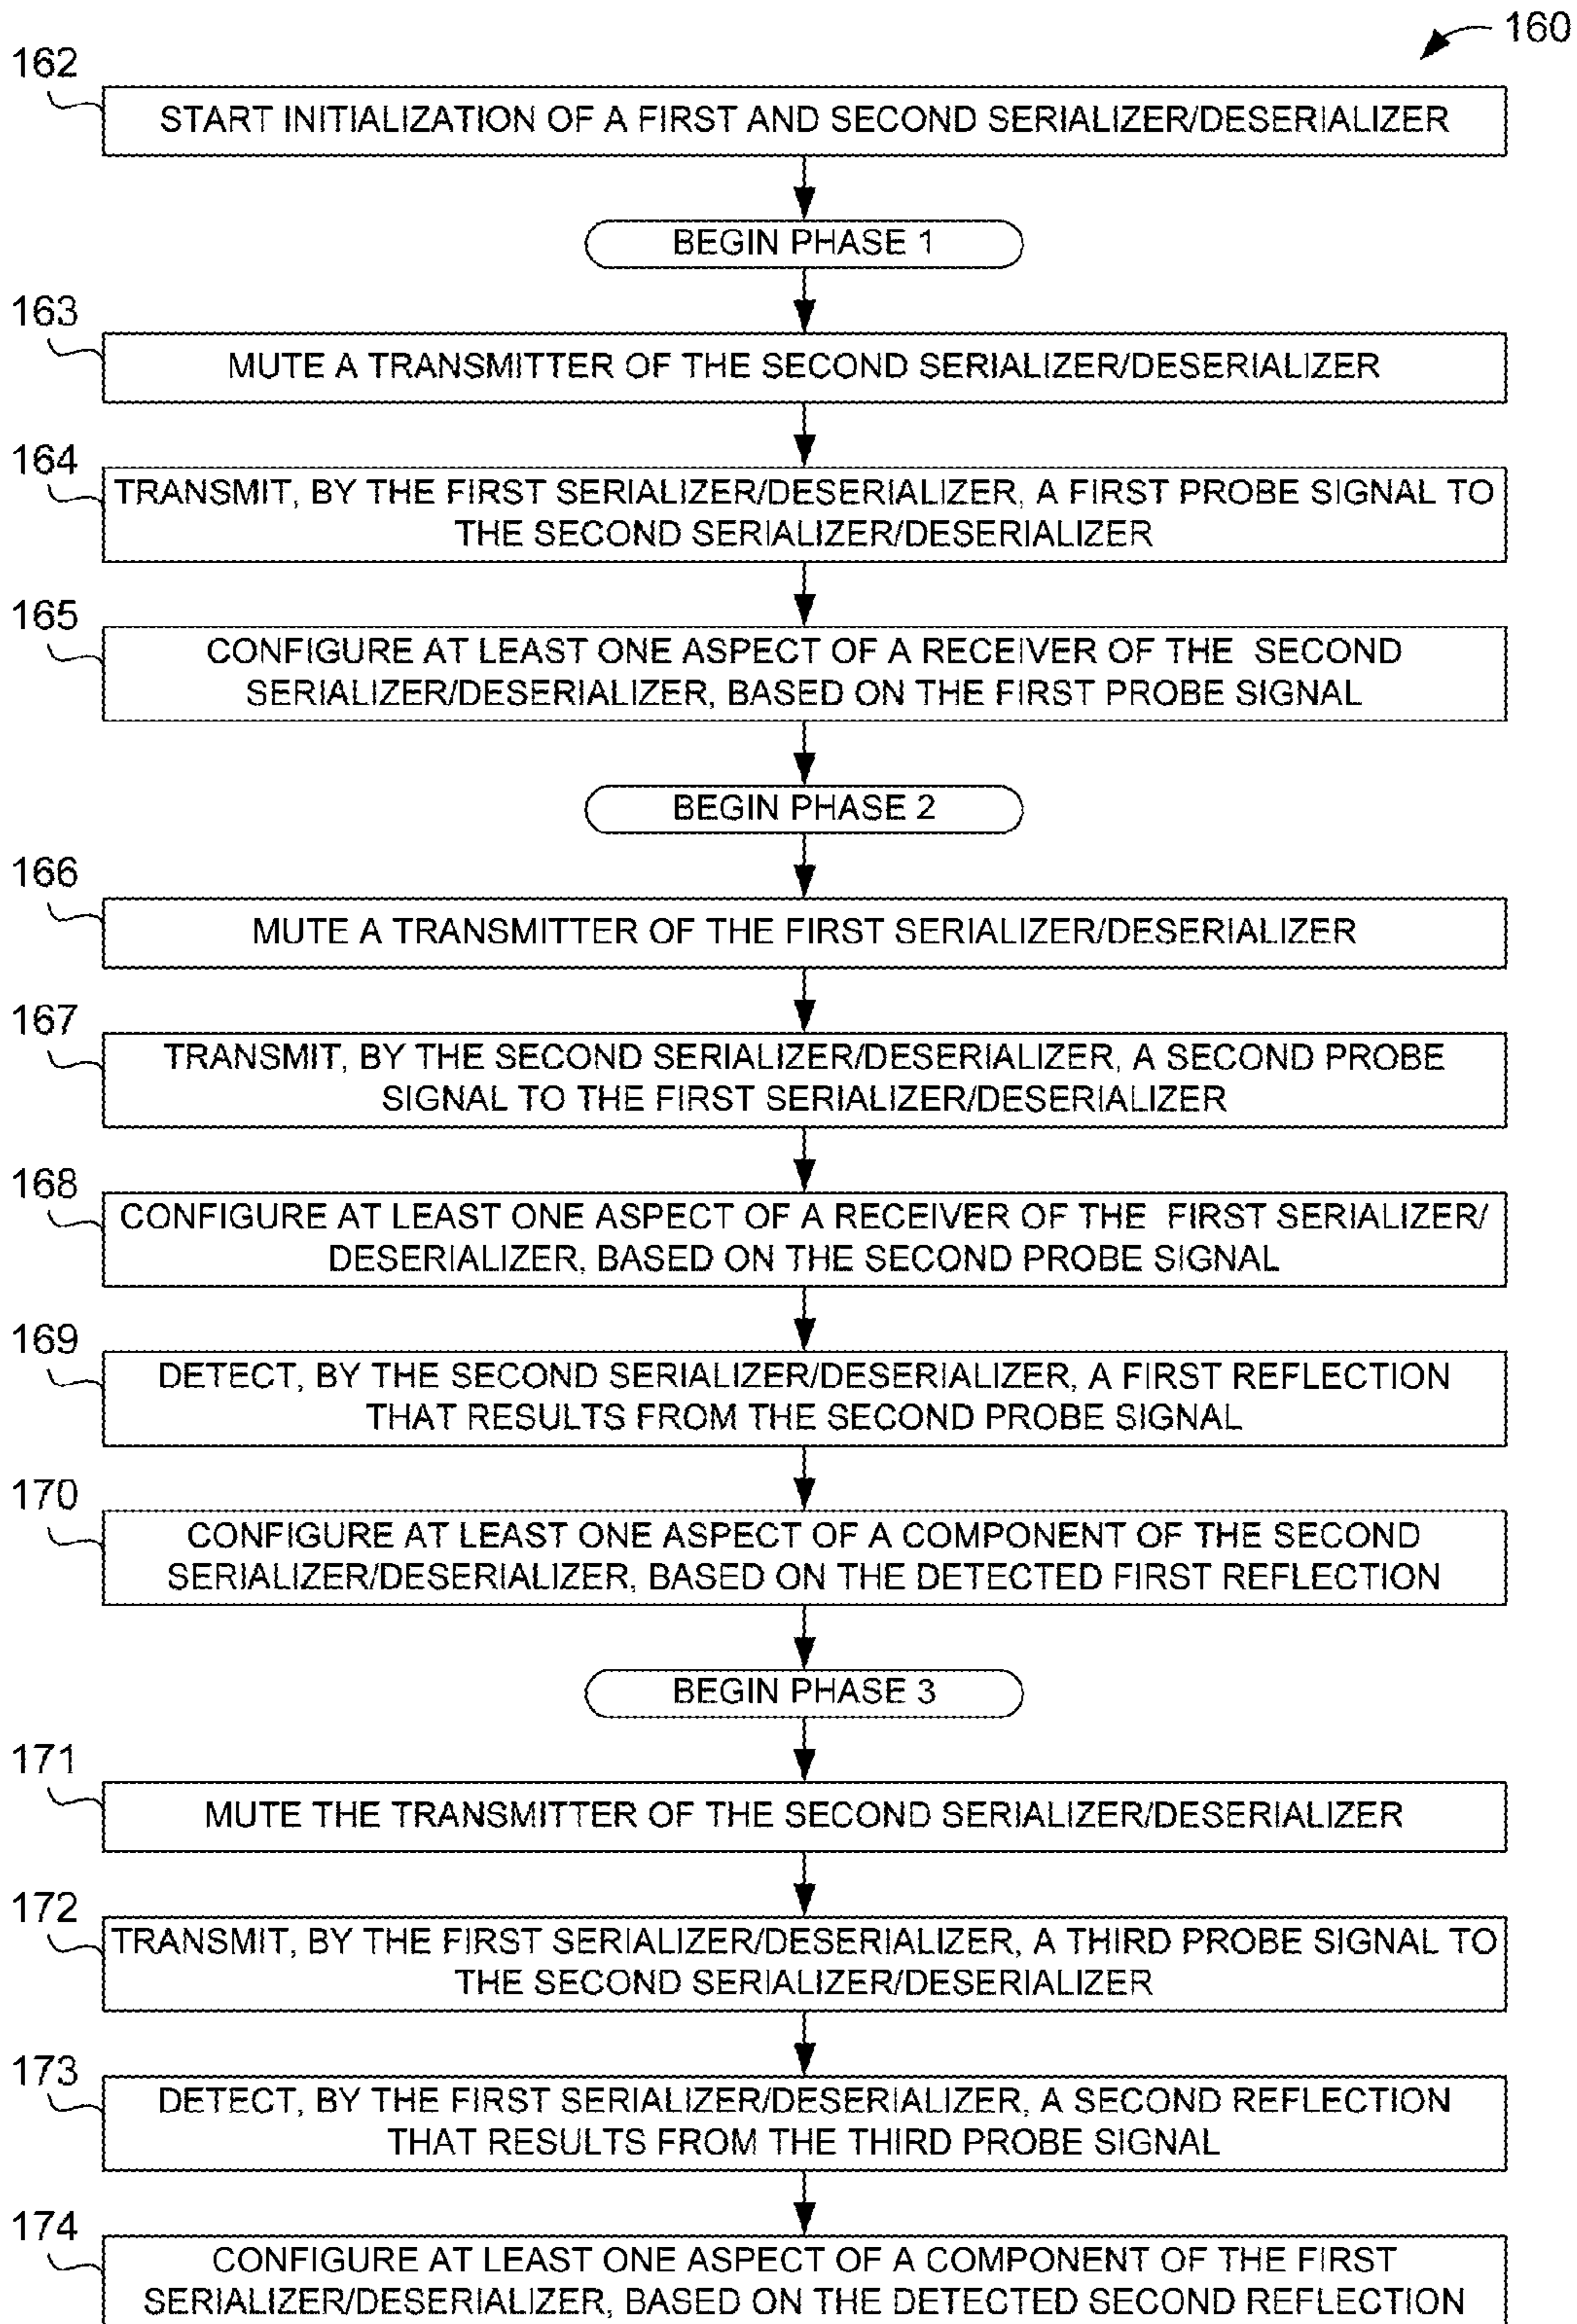 160
162
START INITIALIZATION OF A FIRST AND SECOND SERIALIZER/DESERIALIZER
BEGIN PHASE 1
163
MUTE A TRANSMITTER OF THE SECOND SERIALIZER/DESERIALIZER
164
TRANSMIT, BY THE FIRST SERIALIZER/DESERIALIZER, A FIRST PROBE SIGNAL TO
THE SECOND SERIALIZER/DESERIALIZER
165
CONFIGURE AT LEAST ONE ASPECT OF A RECEIVER OF THE SECOND
SERIALIZER/DESERIALIZER, BASED ON THE FIRST PROBE SIGNAL
BEGIN PHASE 2
166
MUTE A TRANSMITTER OF THE FIRST SERIALIZER/DESERIALIZER
167
TRANSMIT, BY THE SECOND SERIALIZER/DESERIALIZER, A SECOND PROBE
SIGNAL TO THE FIRST SERIALIZER/DESERIALIZER
168
CONFIGURE AT LEAST ONE ASPECT OF A RECEIVER OF THE FIRST SERIALIZER/
DESERIALIZER, BASED ON THE SECOND PROBE SIGNAL
169
DETECT, BY THE SECOND SERIALIZER/DESERIALIZER, A FIRST REFLECTION
THAT RESULTS FROM THE SECOND PROBE SIGNAL
170
CONFIGURE AT LEAST ONE ASPECT OF A COMPONENT OF THE SECOND
SERIALIZER/DESERIALIZER, BASED ON THE DETECTED FIRST REFLECTION
BEGIN PHASE 3
171
MUTE THE TRANSMITTER OF THE SECOND SERIALIZER/DESERIALIZER
172
TRANSMIT, BY THE FIRST SERIALIZER/DESERIALIZER, A THIRD PROBE SIGNAL TO
THE SECOND SERIALIZER/DESERIALIZER
173
DETECT, BY THE FIRST SERIALIZER/DESERIALIZER, A SECOND REFLECTION
THAT RESULTS FROM THE THIRD PROBE SIGNAL
174
CONFIGURE AT LEAST ONE ASPECT OF A COMPONENT OF THE FIRST
SERIALIZER/DESERIALIZER, BASED ON THE DETECTED SECOND REFLECTION